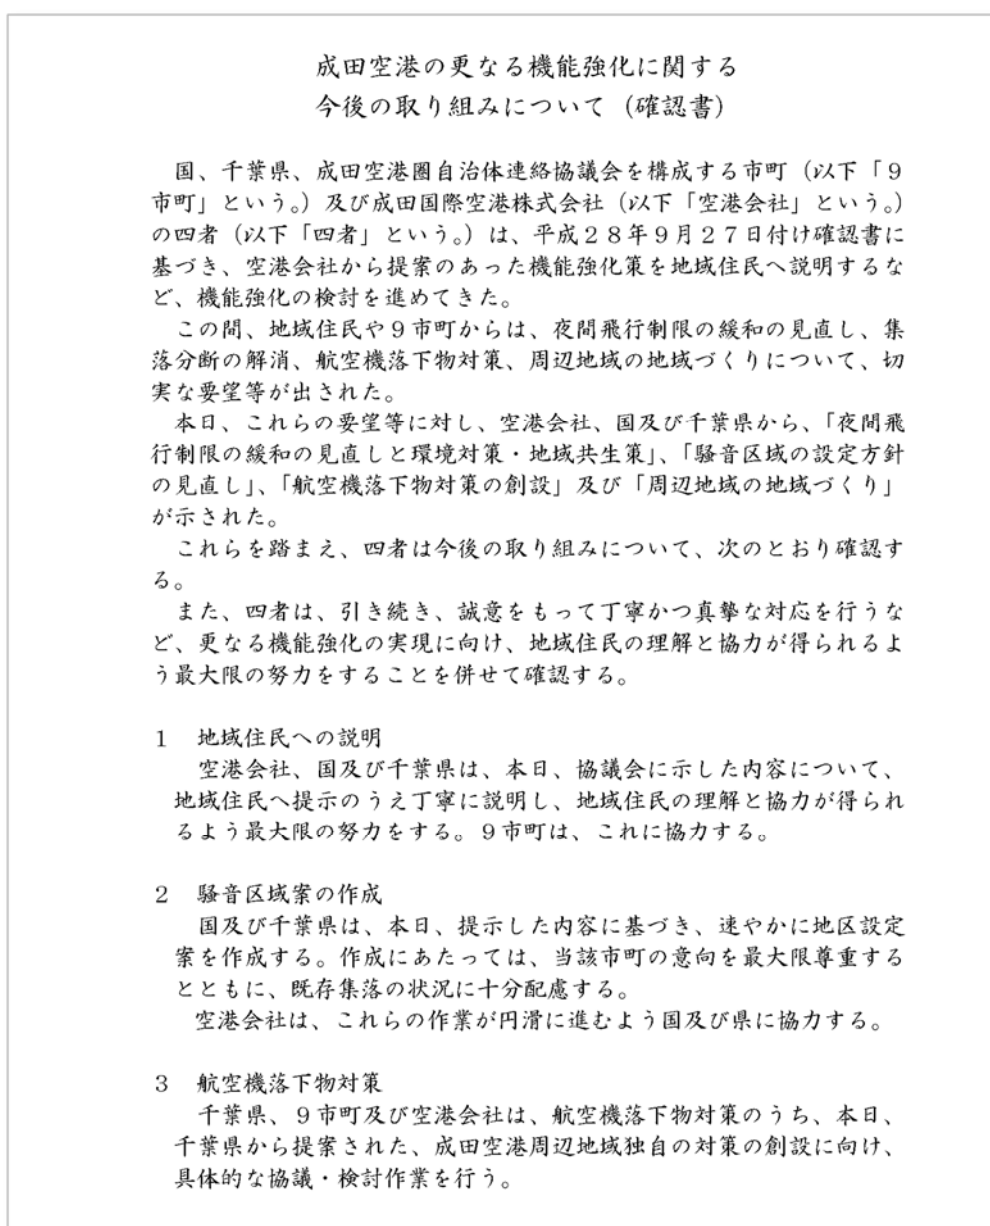 成田空港の更なる機能強化に関する
今後の取り組みについて（確認書）
国、千葉県、成田空港圏自治体連絡協議会を構成する市町（以下「９
市町」という。）及び成田国際空港株式会社（以下「空港会社」という。）
の四者（以下「四者」という。）は、平成２８年９月２７日付け確認書に
基づき、空港会社から提案のあった機能強化策を地域住民へ説明するな
ど、機能強化の検討を進めてきた。
この間、地域住民や９市町からは、夜間飛行制限の緩和の見直し、集
落分断の解消、航空機落下物対策、周辺地域の地域づくりについて、切
実な要望等が出された。
本日、これらの要望等に対し、空港会社、国及び千葉県から、「夜間飛
行制限の緩和の見直しと環境対策・地域共生策」、「騒音区域の設定方針
の見直し」、「航空機落下物対策の創設」及び「周辺地域の地域づくり」
が示された。
これらを踏まえ、四者は今後の取り組みについて、次のとおり確認す
る。
また、四者は、引き続き、誠意をもって丁寧かつ真摯な対応を行うな
ど、更なる機能強化の実現に向け、地域住民の理解と協力が得られるよ
う最大限の努力をすることを併せて確認する。
１　地域住民への説明
空港会社、国及び千葉県は、本日、協議会に示した内容について、
地域住民へ提示のうえ丁寧に説明し、地域住民の理解と協力が得られ
るよう最大限の努力をする。９市町は、これに協力する。
２　騒音区域案の作成
国及び千葉県は、本日、提示した内容に基づき、速やかに地区設定
案を作成する。作成にあたっては、当該市町の意向を最大限尊重する
とともに、既存集落の状況に十分配慮する。
空港会社は、これらの作業が円滑に進むよう国及び県に協力する。
３　航空機落下物対策
千葉県、９市町及び空港会社は、航空機落下物対策のうち、本日、
千葉県から提案された、成田空港周辺地域独自の対策の創設に向け、
具体的な協議・検討作業を行う。